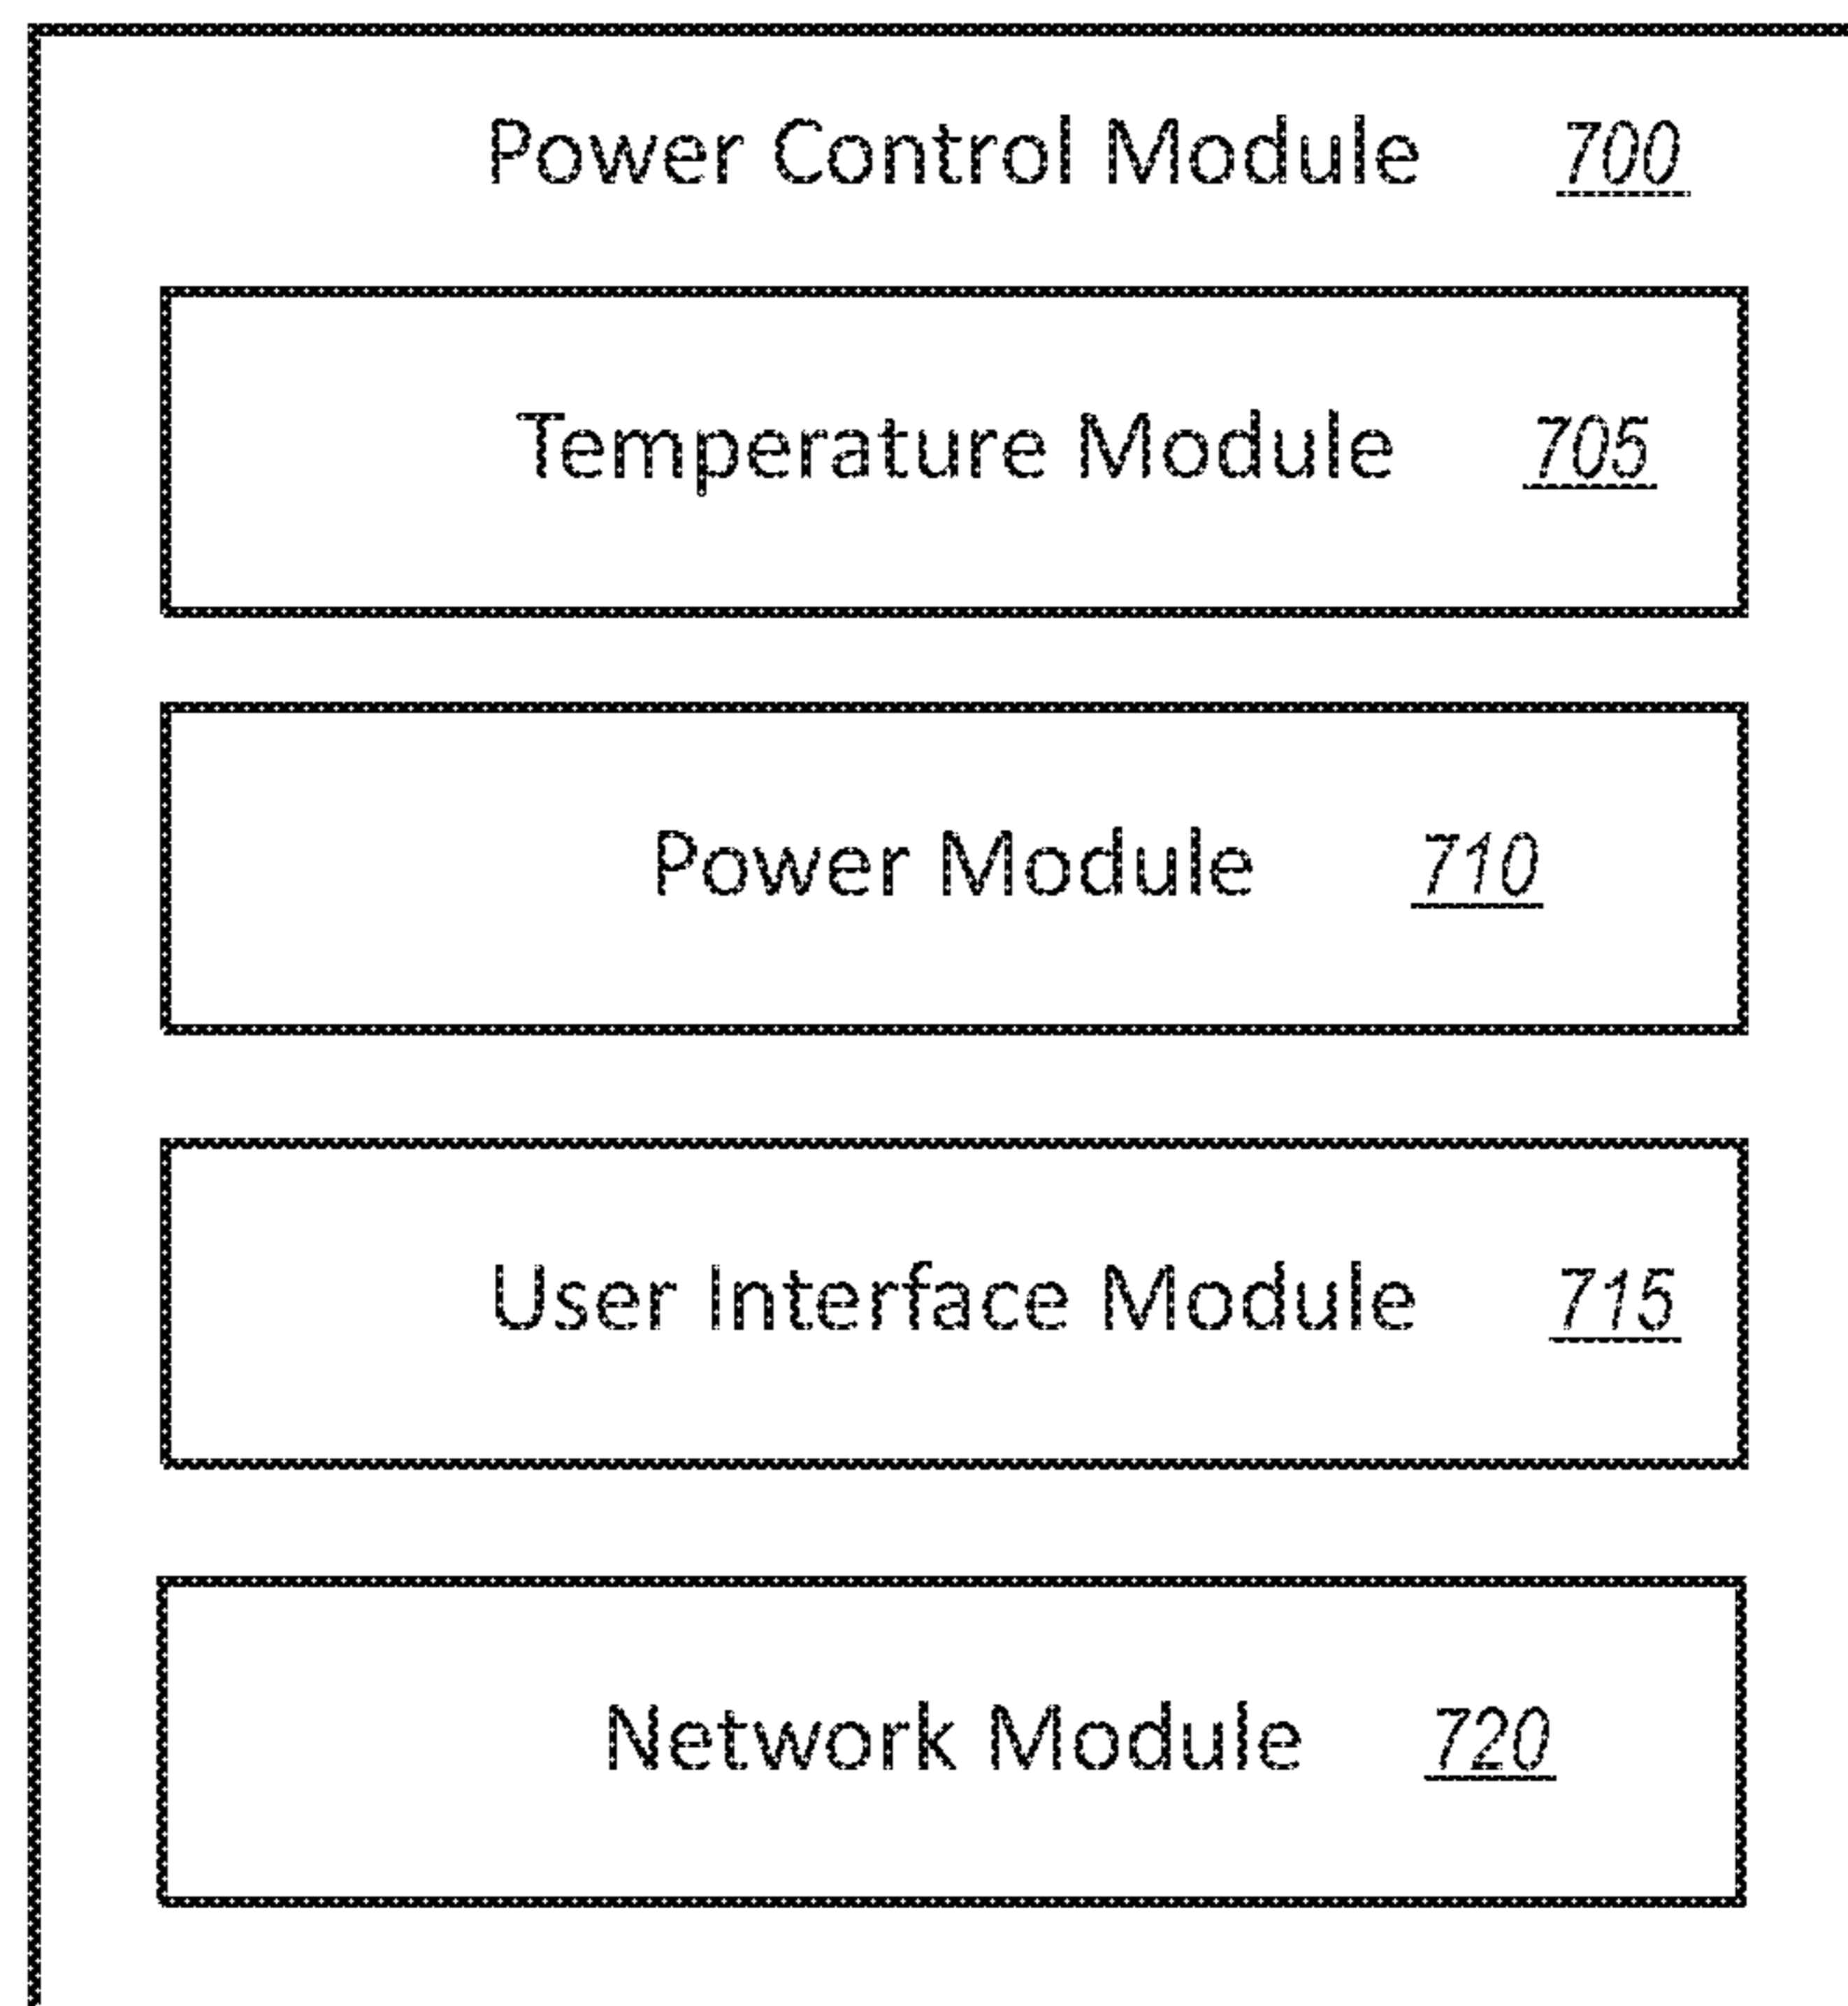 Power Control Module 700
Temperature Module 705
Power Module 710
User Interface Module 715
Network Module 720